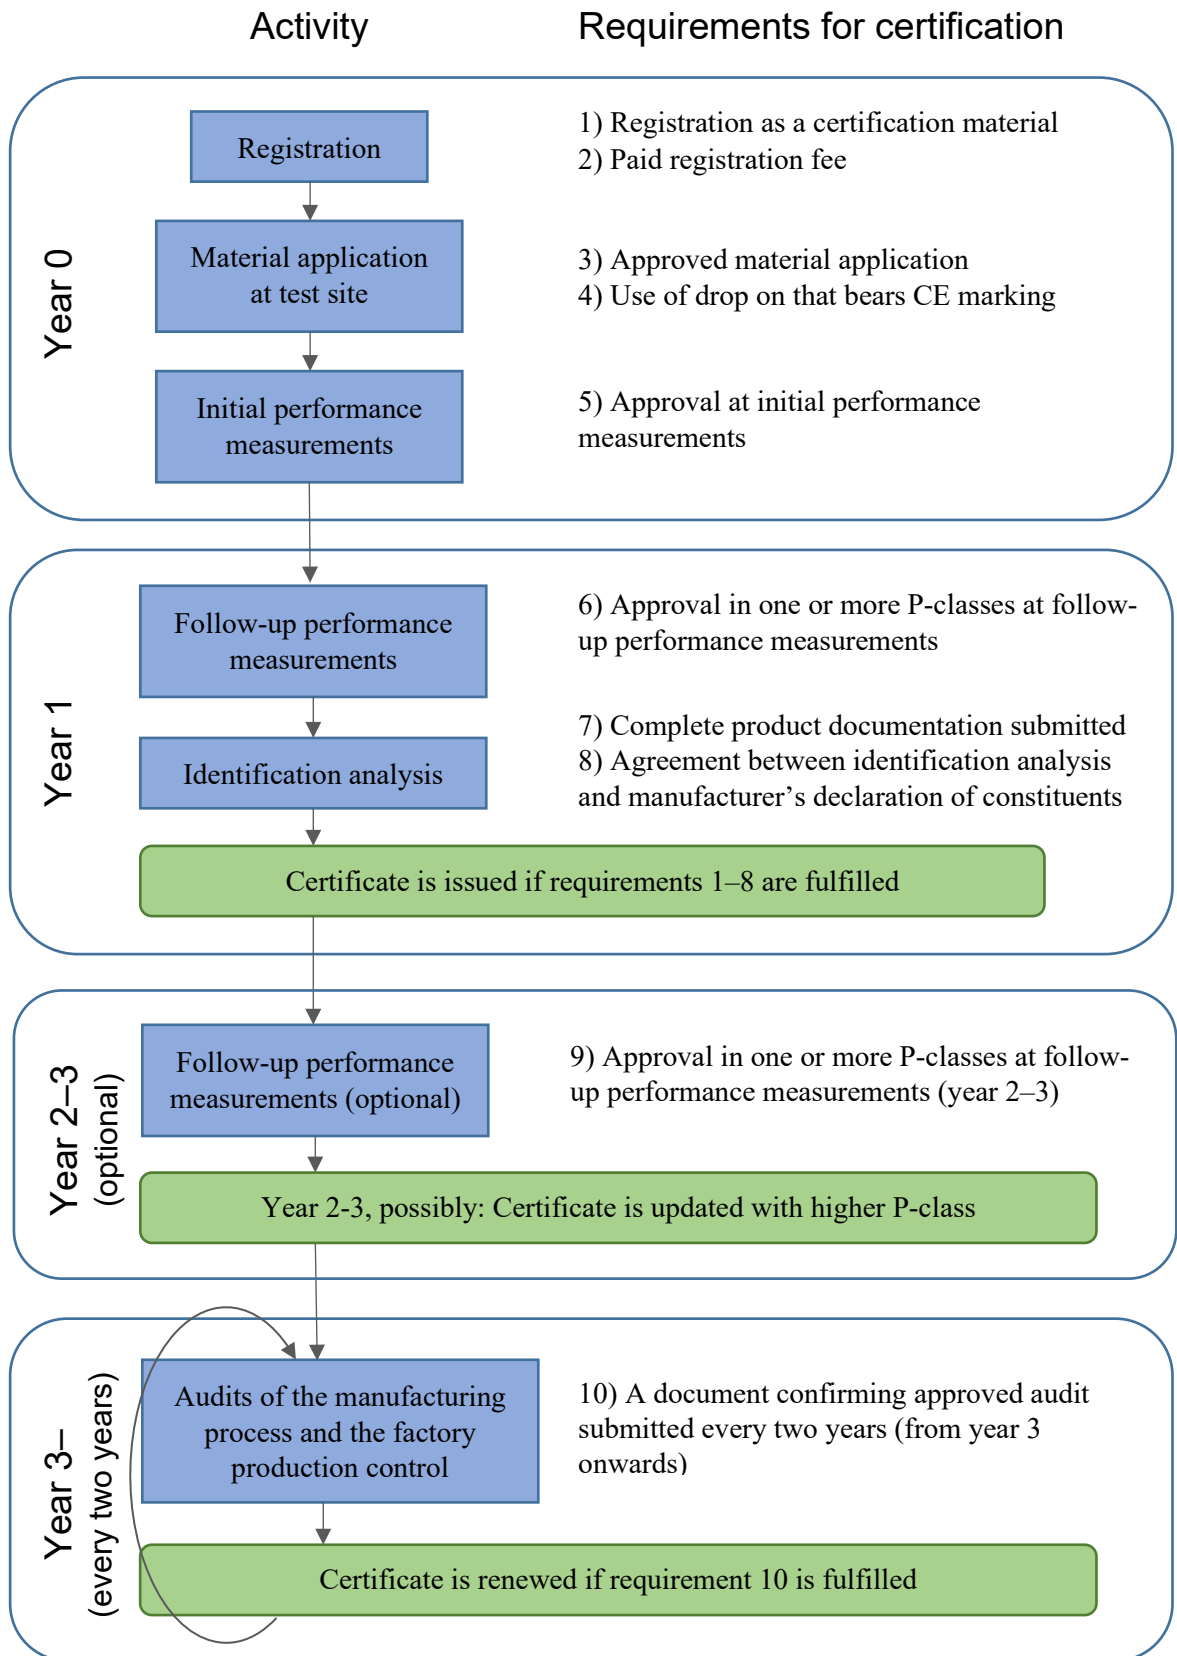 Activity
Requirements for certification
Year 0
Registration
1) Registration as a certification material
2) Paid registration fee
Material application
at test site
3) Approved material application
4) Use of drop on that bears CE marking
Initial performance
measurements
5) Approval at initial performance
measurements
Year 1
Follow-up performance
measurements
6) Approval in one or more P-classes at follow-
up performance measurements
Identification analysis
7) Complete product documentation submitted
8) Agreement between identification analysis
and manufacturer’s declaration of constituents
Certificate is issued if requirements 1–8 are fulfilled
Year 2–3
(optional)
Follow-up performance
measurements (optional)
9) Approval in one or more P-classes at follow-
up performance measurements (year 2–3)
Year 2-3, possibly: Certificate is updated with higher P-class
Year 3–
(every two years)
Audits of the manufacturing
process and the factory
production control
10) A document confirming approved audit
submitted every two years (from year 3
onwards)
Certificate is renewed if requirement 10 is fulfilled